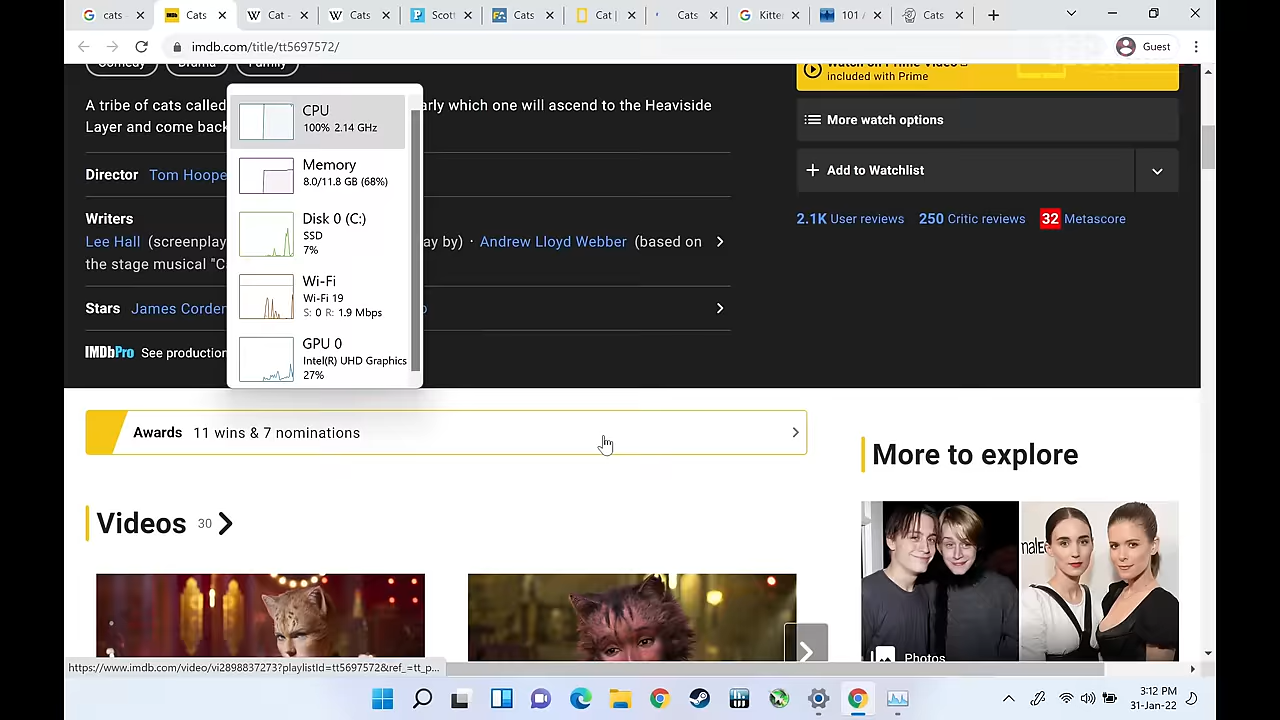 cats -
Cats
Cat -
Cats
Scott
Cats
Cat |
Cats
Kitte
101
Cats
imdb.com/title/tt5697572/
Guest
Comedy
Drama
Family
Watch on Prime Video
included with Prime
A tribe of cats called
arly which one will ascend to the Heaviside
Layer and come back
More watch options
Director Tom Hoope
Add to Watchlist
Writers
2.1K User reviews 250 Critic reviews 32 Metascore
Lee Hall (screenplay
ay by) · Andrew Lloyd Webber (based on
the stage musical "C
Stars James Corder
IMDbPro See production
CPU
100% 2.14 GHz
Memory
8.0/11.8 GB (68%)
Disk 0 (C:)
SSD
7%
Wi-Fi
Wi-Fi 19
S: 0 R: 1.9 Mbps
GPU 0
Intel(R) UHD Graphics
27%
Awards 11 wins & 7 nominations
More to explore
Videos 30
Photos
https://www.imdb.com/video/vi2898837273?playlistId=tt5697572&ref_=tt_p...
3:12 PM
31-Jan-22